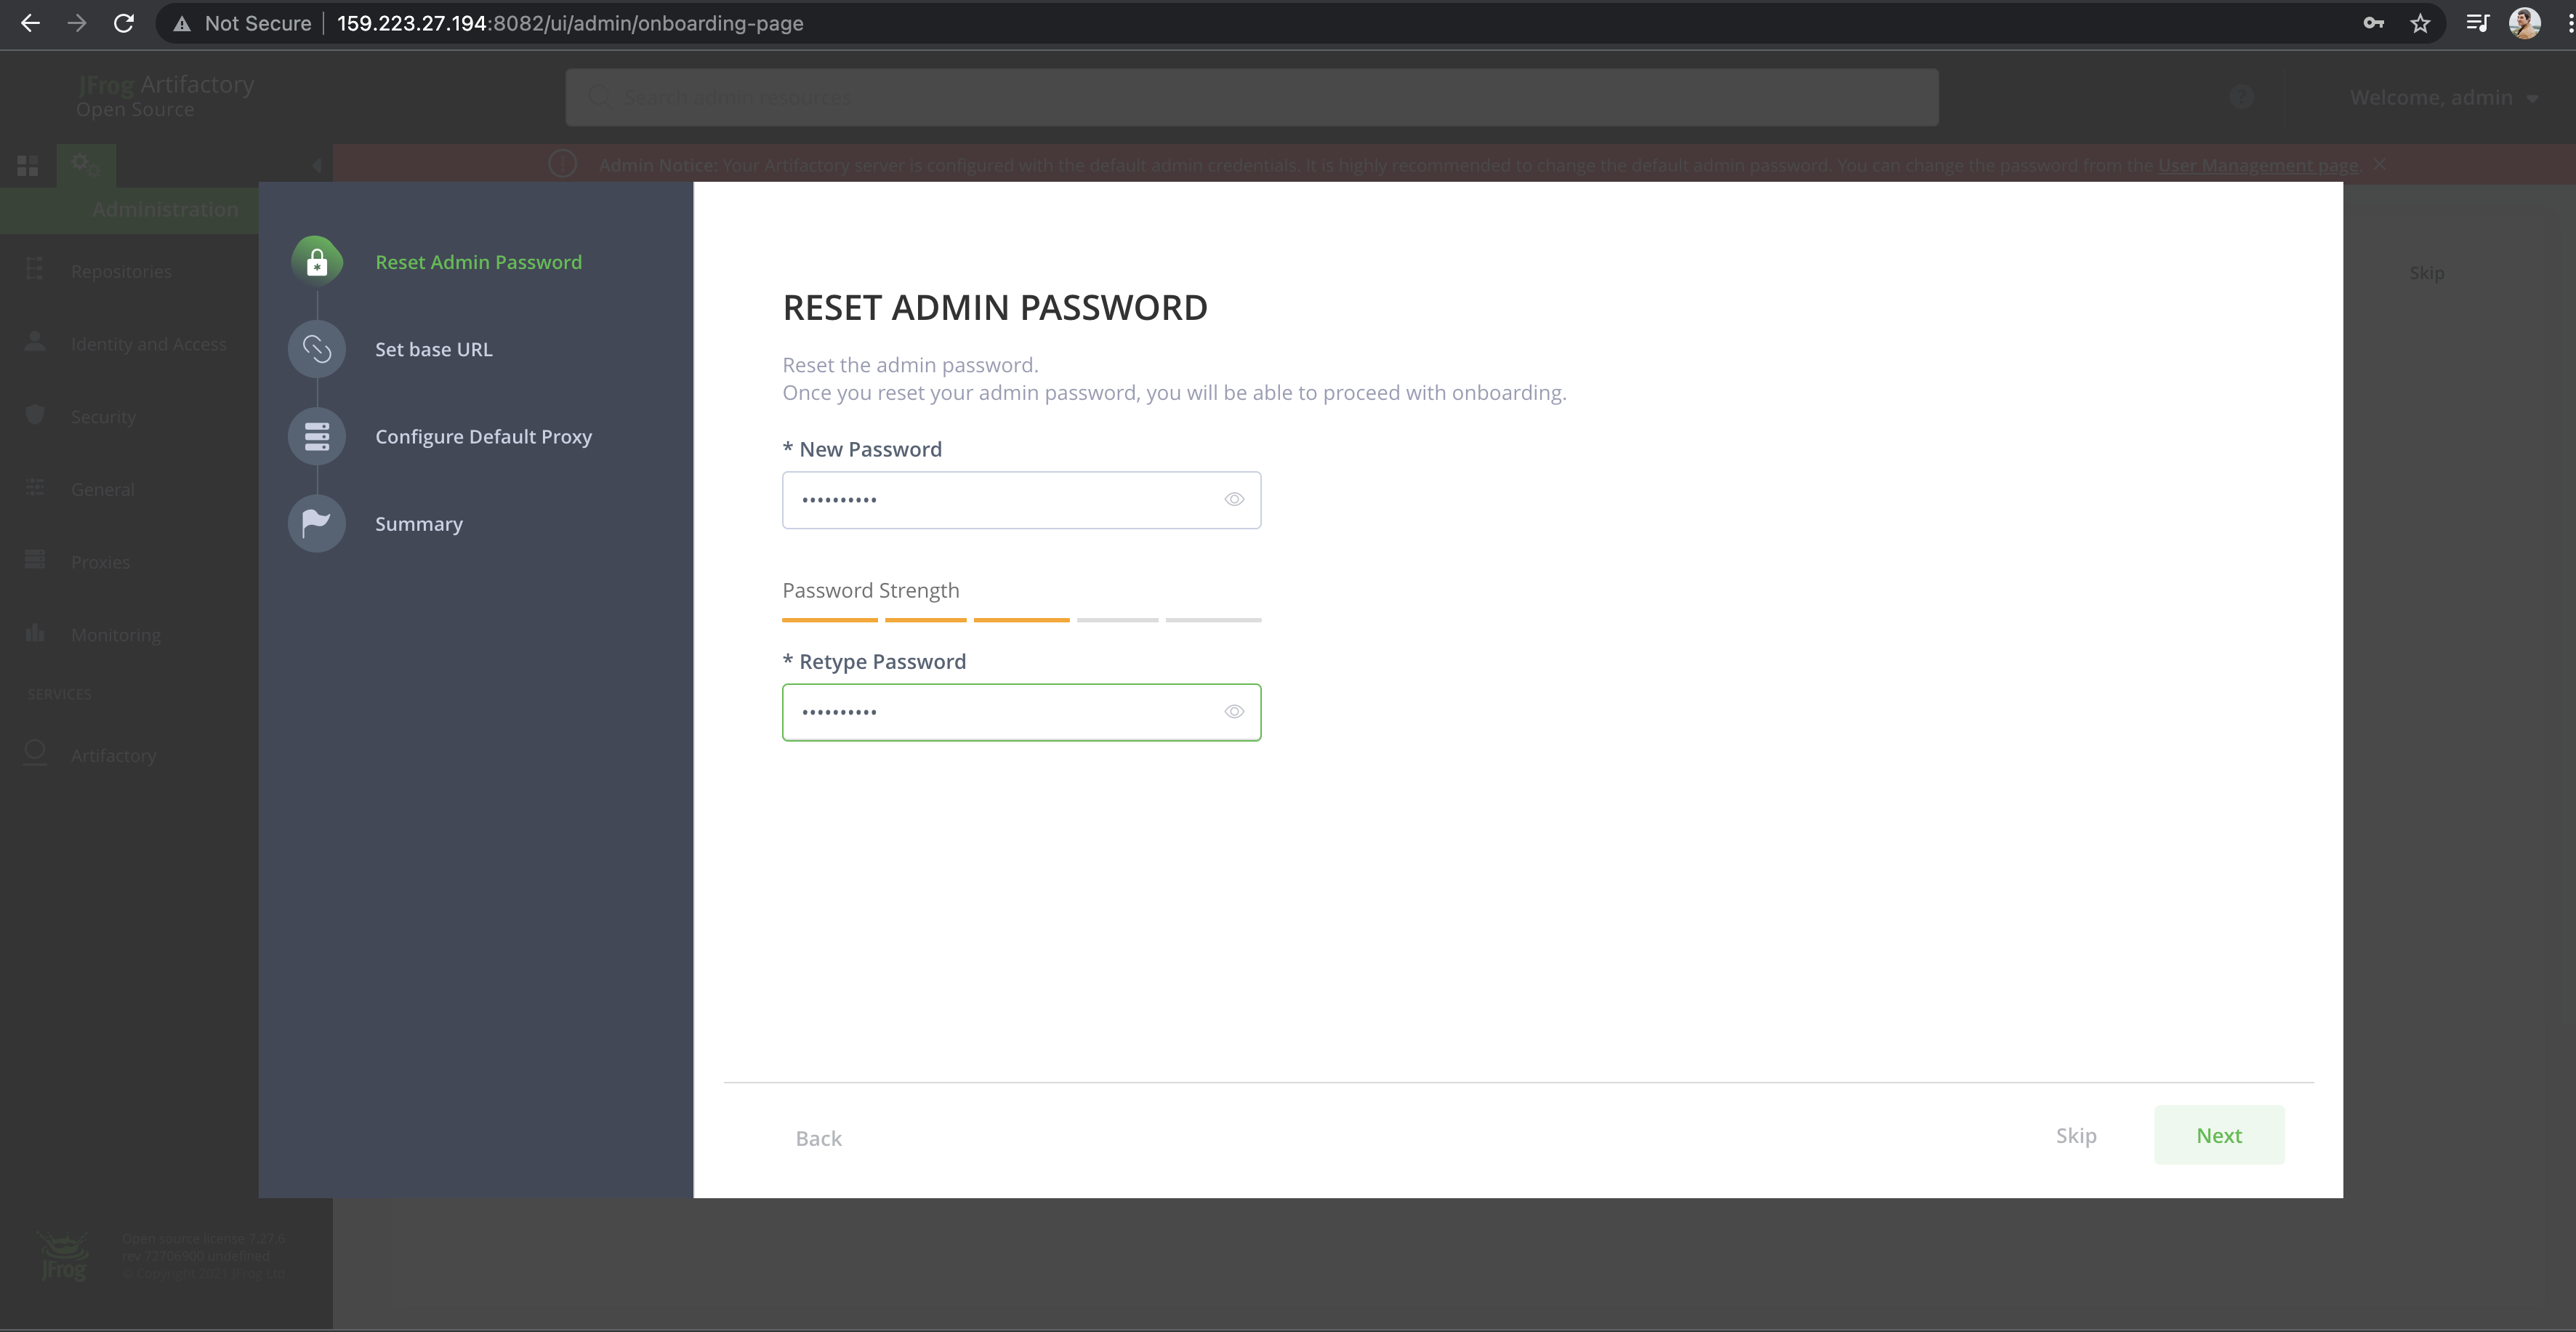 Not Secure | 159.223.27.194:8082/ui/admin/onboarding-page
JFrog Artifactory
Open Source
Search admin resources
Welcome, admin
Admin Notice: Your Artifactory server is configured with the default admin credentials. It is highly recommended to change the default admin password. You can change the password from the User Management page.
Administration
Repositories
Identity and Access
Security
General
Proxies
Monitoring
SERVICES
Artifactory
Reset Admin Password
Set base URL
Configure Default Proxy
Summary
RESET ADMIN PASSWORD
Reset the admin password.
Once you reset your admin password, you will be able to proceed with onboarding.
* New Password
••••••••••
Password Strength
* Retype Password
••••••••••
Skip
Back
Skip
Next
JFrog
Open source license 7.27.6
rev 72706900 undefined
© Copyright 2021 JFrog Ltd